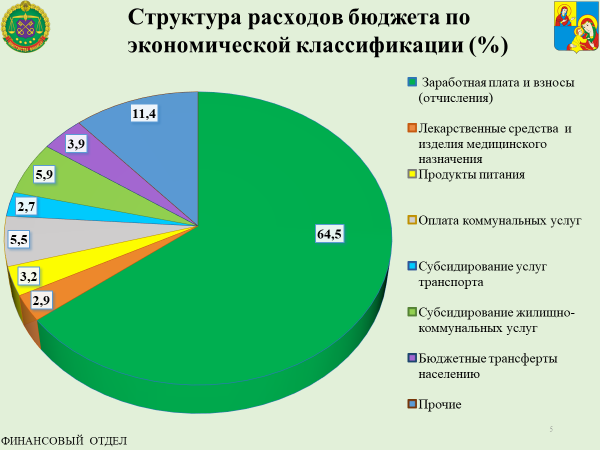 Структура расходов бюджета по
экономической классификации (%)
11,4
3,9
5,9
2,7
5,5
3,2
2,9
64,5
Заработная плата и взносы
(отчисления)
Лекарственные средства и
изделия медицинского
назначения
Продукты питания
Оплата коммунальных услуг
Субсидирование услуг
транспорта
Субсидирование жилищно-
коммунальных услуг
Бюджетные трансферты
населению
Прочие
ФИНАНСОВЫЙ ОТДЕЛ